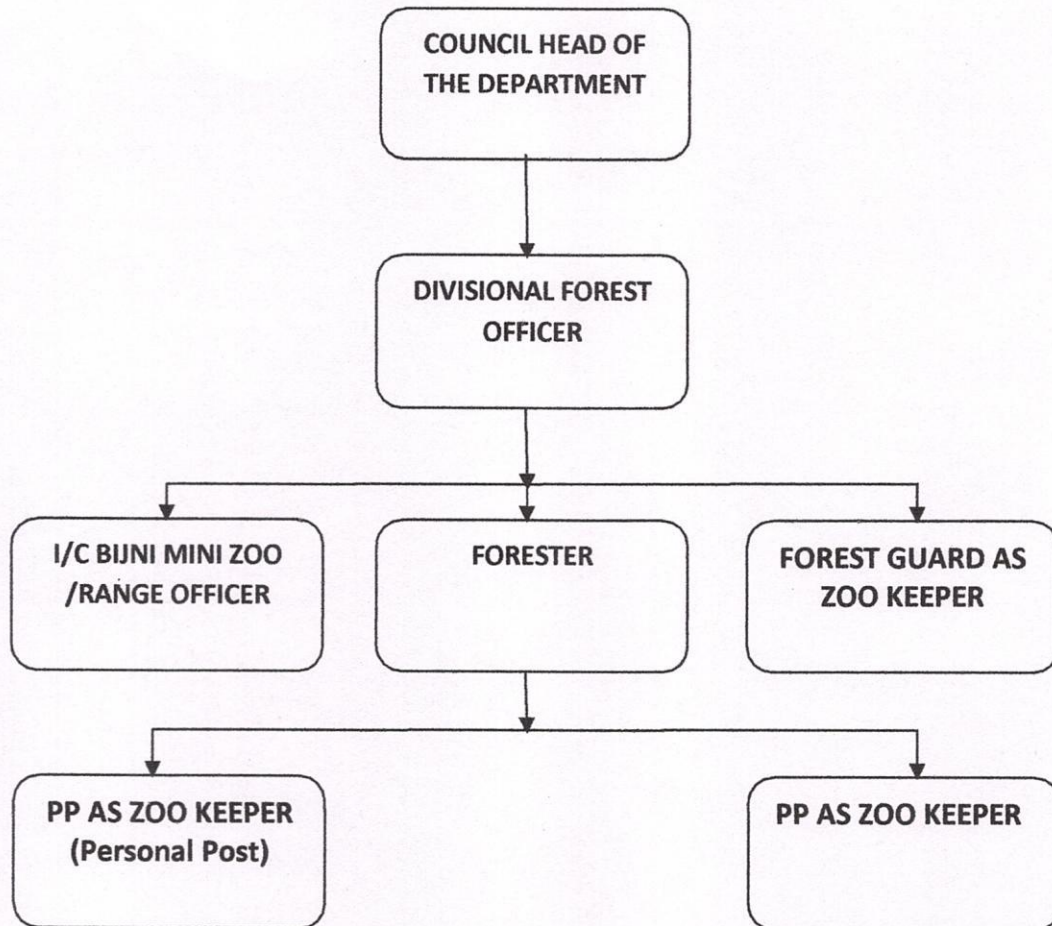 COUNCIL HEAD OF
THE DEPARTMENT
DIVISIONAL FOREST
OFFICER
I/C BIJNI MINI ZOO
/RANGE OFFICER
FORESTER
FOREST GUARD AS
ZOO KEEPER
PP AS ZOO KEEPER
(Personal Post)
PP AS ZOO KEEPER